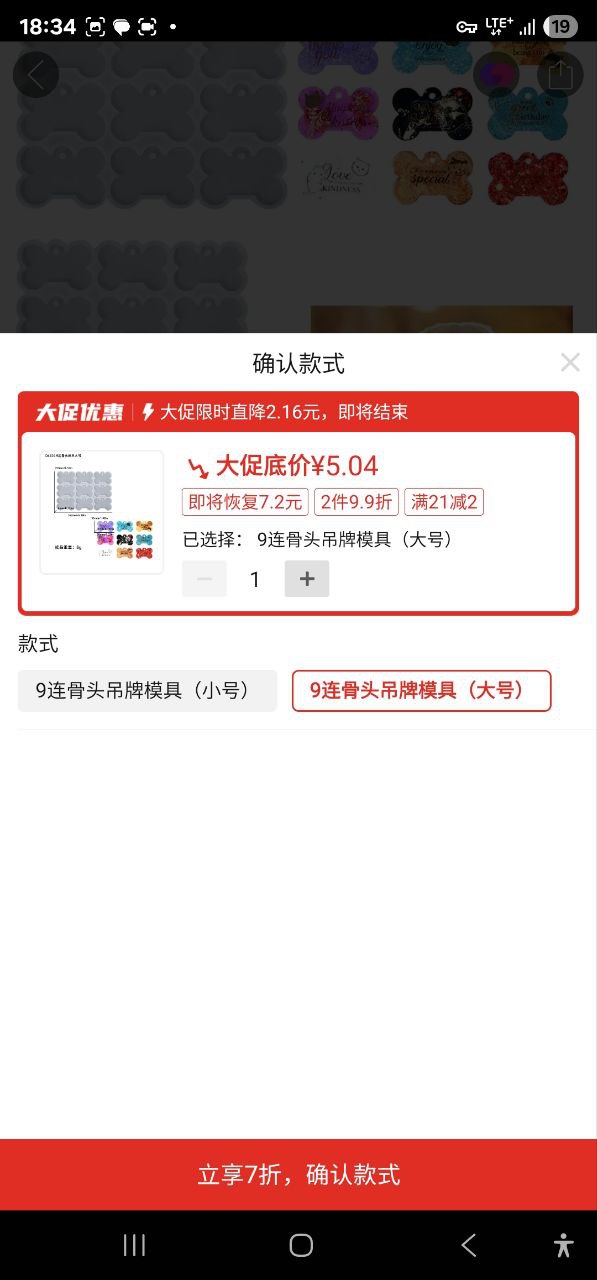 18:34
LTE+
19
Enjoy
being
Birthday
Love
KINDNESS
special
确认款式
大促优惠
大促限时直降2.16元，即将结束
大促底价¥5.04
即将恢复7.2元
2件9.9折
满21减2
已选择： 9连骨头吊牌模具（大号）
1
款式
9连骨头吊牌模具（小号）
9连骨头吊牌模具（大号）
立享7折，确认款式